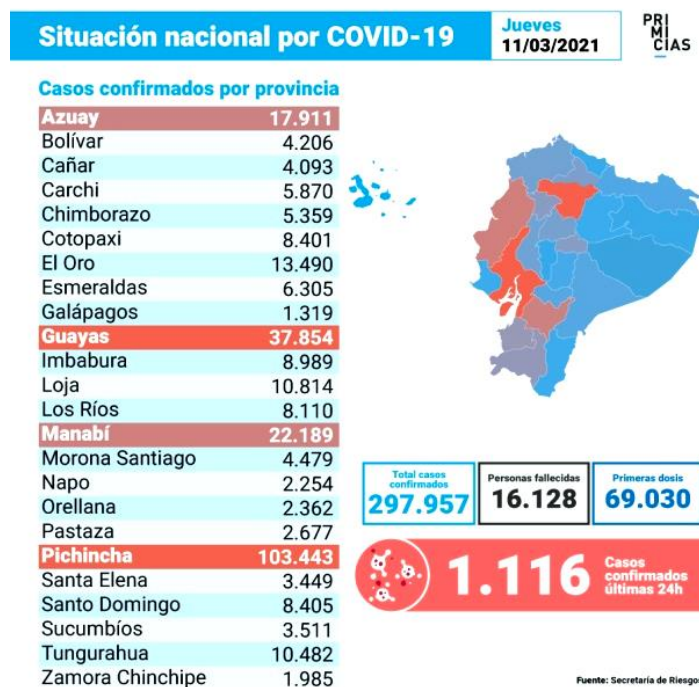 Situación nacional por COVID-19
Jueves
11/03/2021
PRI
MI
CIAS
Casos confirmados por provincia
Azuay 17.911
Bolívar 4.206
Cañar 4.093
Carchi 5.870
Chimborazo 5.359
Cotopaxi 8.401
El Oro 13.490
Esmeraldas 6.305
Galápagos 1.319
Guayas 37.854
Imbabura 8.989
Loja 10.814
Los Ríos 8.110
Manabí 22.189
Morona Santiago 4.479
Napo 2.254
Orellana 2.362
Pastaza 2.677
Pichincha 103.443
Santa Elena 3.449
Santo Domingo 8.405
Sucumbíos 3.511
Tungurahua 10.482
Zamora Chinchipe 1.985
Total casos
confirmados
297.957
Personas fallecidas
16.128
Primeras dosis
69.030
1.116
Casos
confirmados
últimas 24h
Fuente: Secretaría de Riesgo